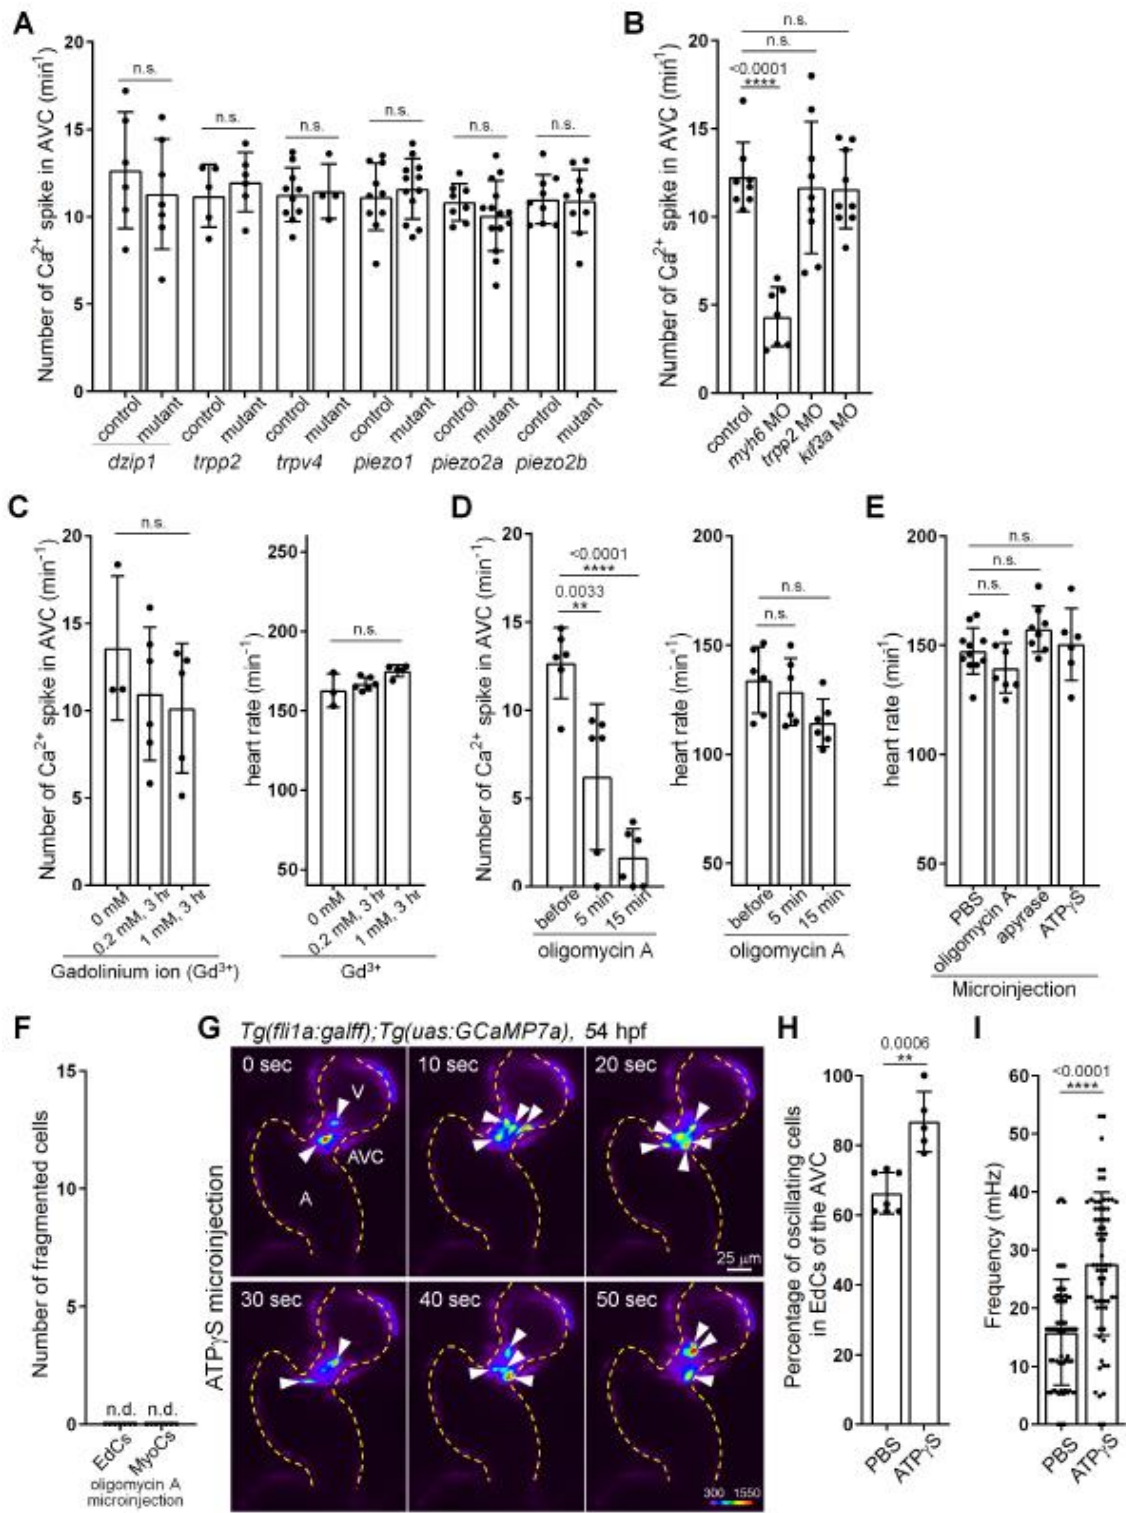 A
Number of Ca2+ spike in AVC (min-1)
20
15
10
5
0
n.s.
n.s.
n.s.
n.s.
n.s.
n.s.
control
mutant
control
mutant
control
mutant
control
mutant
control
mutant
control
mutant
dzip1
trpp2
trpv4
piezo1
piezo2a
piezo2b
B
Number of Ca2+ spike in AVC (min-1)
20
15
10
5
0
n.s.
n.s.
<0.0001
****
control
myh6 MO
trpp2 MO
kif3a MO
C
Number of Ca2+ spike in AVC (min-1)
20
15
10
5
0
n.s.
0 mM
0.2 mM, 3 hr
1 mM, 3 hr
Gadolinium ion (Gd3+)
heart rate (min-1)
250
200
150
100
50
n.s.
0 mM
0.2 mM, 3 hr
1 mM, 3 hr
Gd3+
D
Number of Ca2+ spike in AVC (min-1)
20
15
10
5
0
<0.0001
****
0.0033
**
before
5 min
15 min
oligomycin A
heart rate (min-1)
200
150
100
50
n.s.
n.s.
before
5 min
15 min
oligomycin A
E
heart rate (min-1)
200
150
100
50
n.s.
n.s.
n.s.
PBS
oligomycin A
apyrase
ATPγS
Microinjection
F
Number of fragmented cells
15
10
5
0
n.d.
n.d.
EdCs
MyoCs
oligomycin A
microinjection
G
Tg(fli1a:galff);Tg(uas:GCaMP7a), 54 hpf
ATPγS microinjection
0 sec
V
AVC
A
10 sec
20 sec
25 μm
30 sec
40 sec
50 sec
300 1550
H
Percentage of oscillating cells
in EdCs of the AVC
100
80
60
40
20
0
0.0006
**
PBS
ATPγS
I
Frequency (mHz)
60
50
40
30
20
10
0
<0.0001
****
PBS
ATPγS